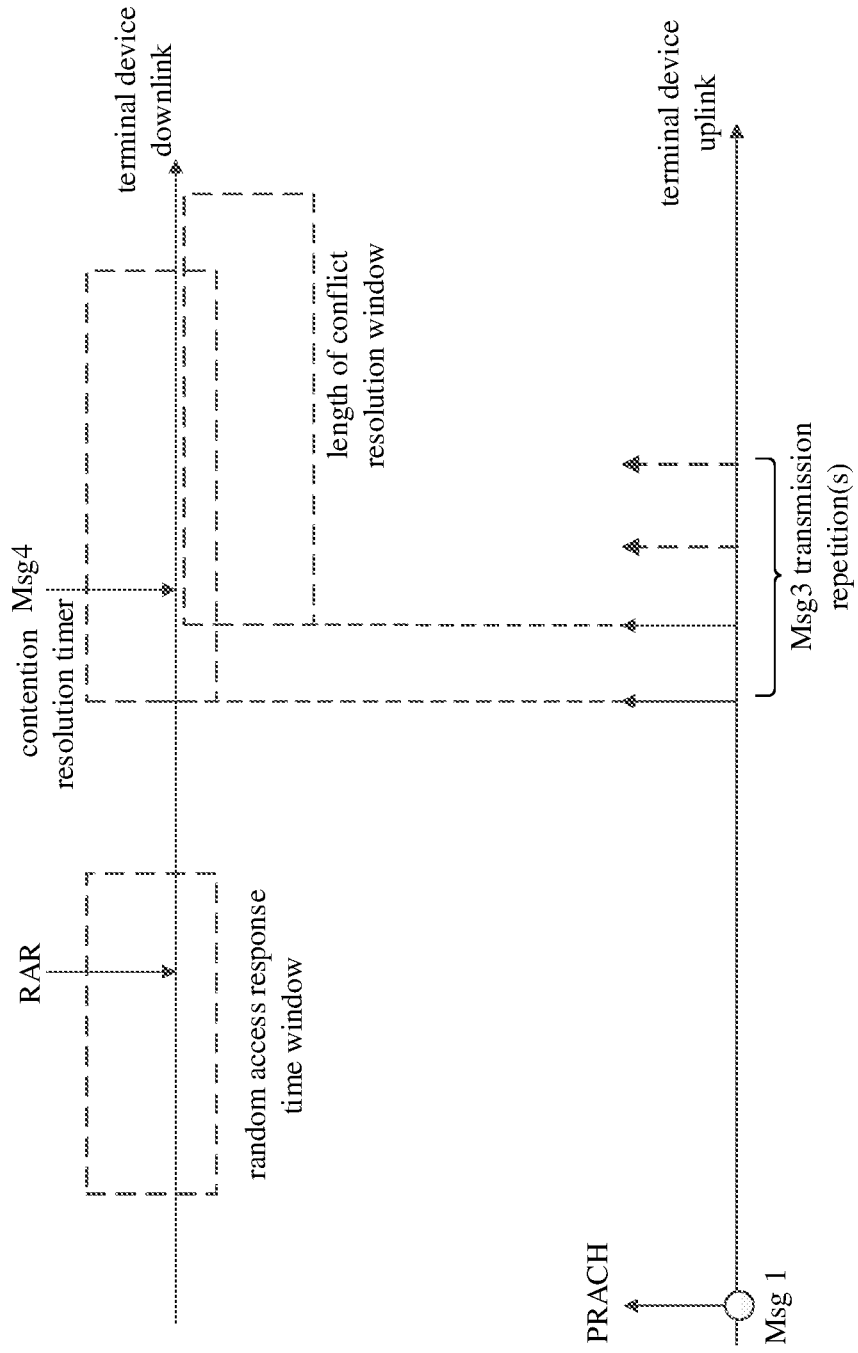 RAR
contention
resolution timer
Msg4
terminal device
downlink
random access response
time window
length of conflict
resolution window
PRACH
Msg 1
Msg3 transmission
repetition(s)
terminal device
uplink